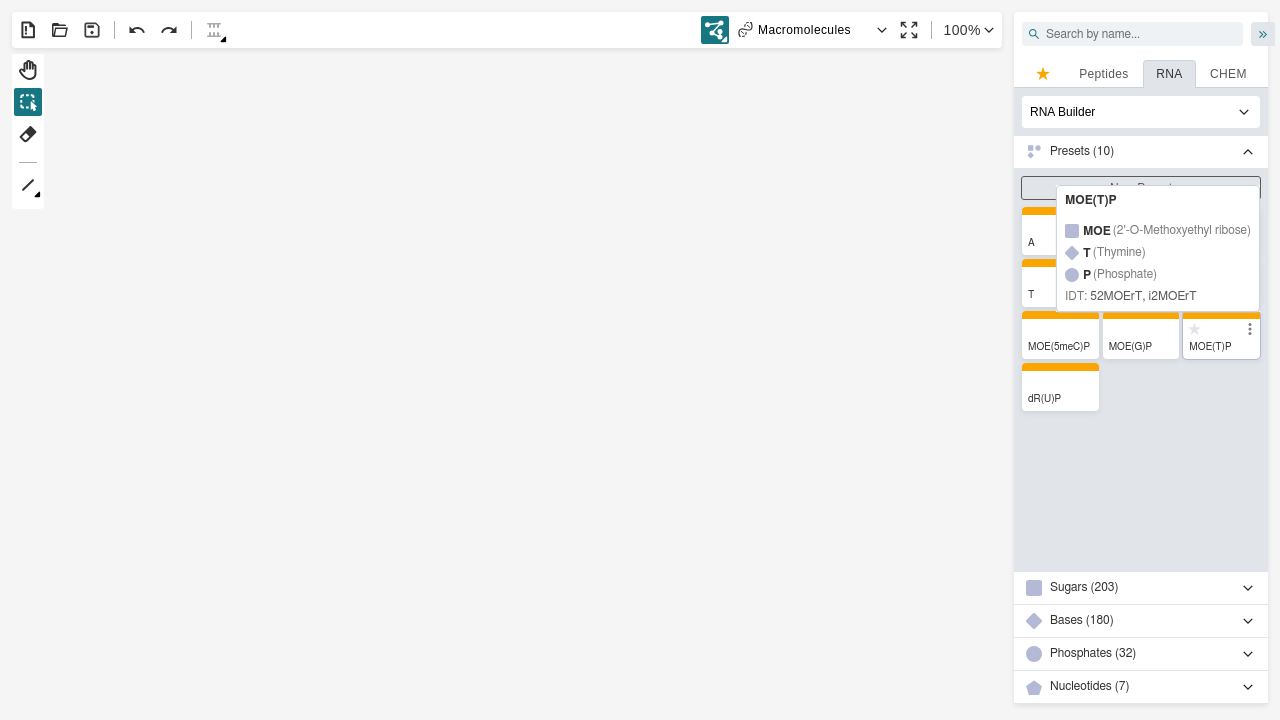 Macromolecules
100%
Search by name...
Peptides
RNA
CHEM
RNA Builder
Presets (10)
MOE(T)P
MOE (2'-O-Methoxyethyl ribose)
T (Thymine)
P (Phosphate)
IDT: 52MOErT, i2MOErT
A
T
MOE(5meC)P
MOE(G)P
MOE(T)P
dR(U)P
Sugars (203)
Bases (180)
Phosphates (32)
Nucleotides (7)